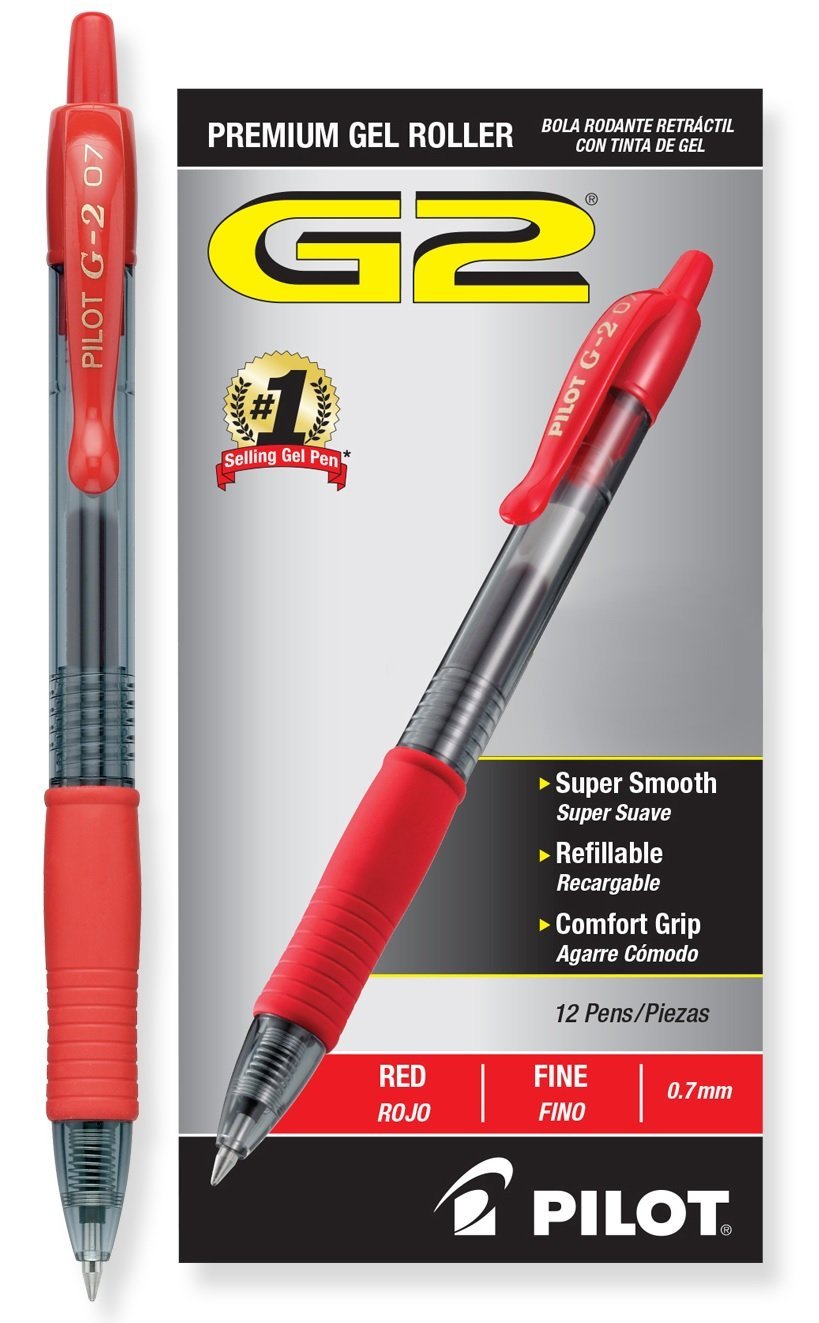 PILOT G-2 07
PREMIUM GEL ROLLER
BOLA RODANTE RETRÁCTIL
CON TINTA DE GEL
G2®
PILOT G-2 07
#1
Selling Gel Pen*
Super Smooth
Super Suave
Refillable
Recargable
Comfort Grip
Agarre Cómodo
12 Pens/Piezas
RED
ROJO
FINE
FINO
0.7mm
PILOT®